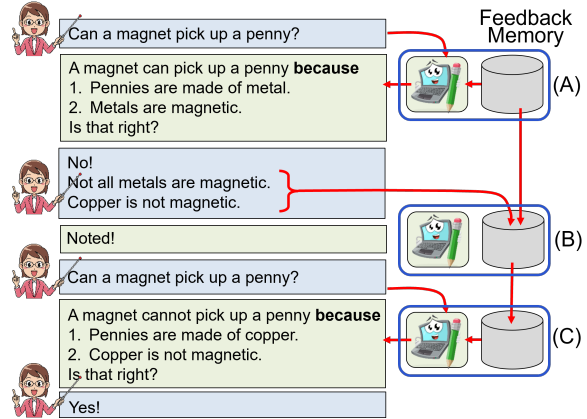 Can a magnet pick up a penny?
Feedback
Memory
A magnet can pick up a penny because
1. Pennies are made of metal.
2. Metals are magnetic.
Is that right?
(A)
No!
Not all metals are magnetic.
Copper is not magnetic.
(B)
Noted!
Can a magnet pick up a penny?
A magnet cannot pick up a penny because
1. Pennies are made of copper.
2. Copper is not magnetic.
Is that right?
(C)
Yes!